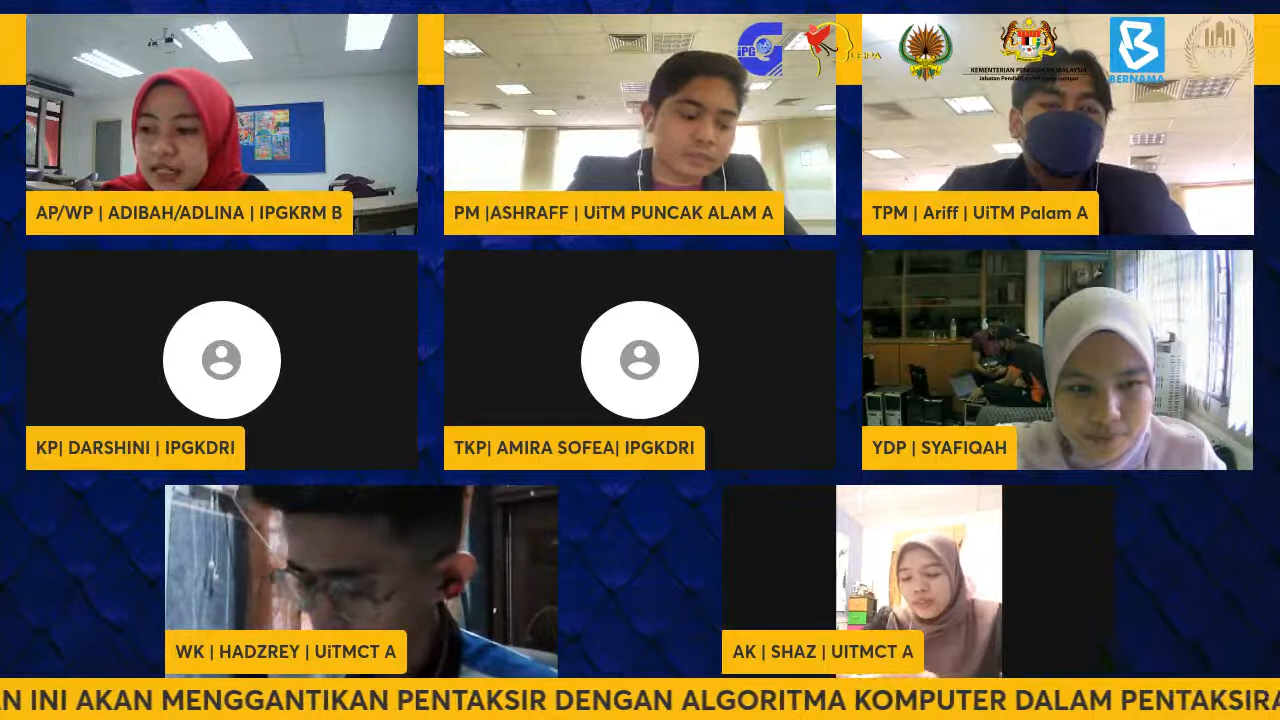 iPG
KEMENTERIAN PENDIDIKAN MALAYSIA
BERNAMA
AP/WP | ADIBAH/ADLINA | IPGKRM B
PM |ASHRAFF | UiTM PUNCAK ALAM A
TPM | Ariff | UiTM Palam A
KP| DARSHINI | IPGKDRI
TKP| AMIRA SOFEA| IPGKDRI
YDP | SYAFIQAH
WK | HADZREY | UiTMCT A
AK | SHAZ | UITMCT A
AN INI AKAN MENGGANTIKAN PENTAKSIR DENGAN ALGORITMA KOMPUTER DALAM PENTAKSIRA